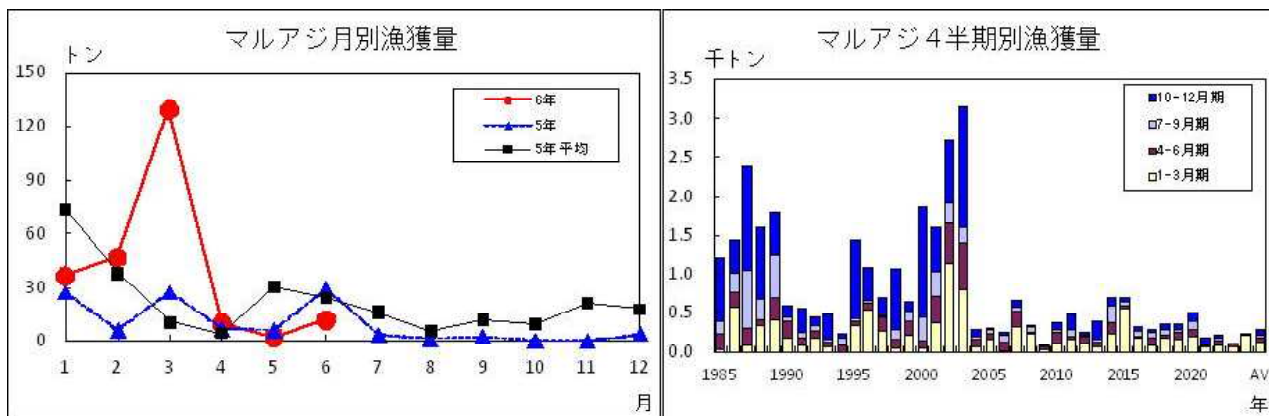 マルアジ月別漁獲量
トン
150
120
90
60
30
0
6年
5年
5年平均
1 2 3 4 5 6 7 8 9 10 11 12
月
マルアジ4半期別漁獲量
千トン
3.5
3.0
2.5
2.0
1.5
1.0
0.5
0.0
10-12月期
7-9月期
4-6月期
1-3月期
1985 1990 1995 2000 2005 2010 2015 2020 AV
年